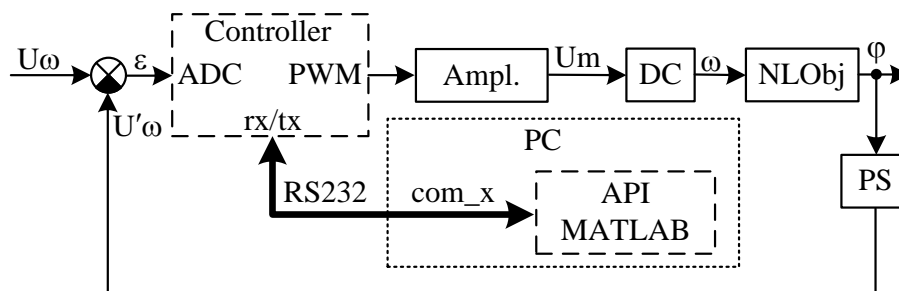 Controller
Uω
ε
ADC
PWM
Ampl.
Um
DC
ω
NLObj
φ
U'ω
rx/tx
PC
PS
RS232
com_x
API
MATLAB